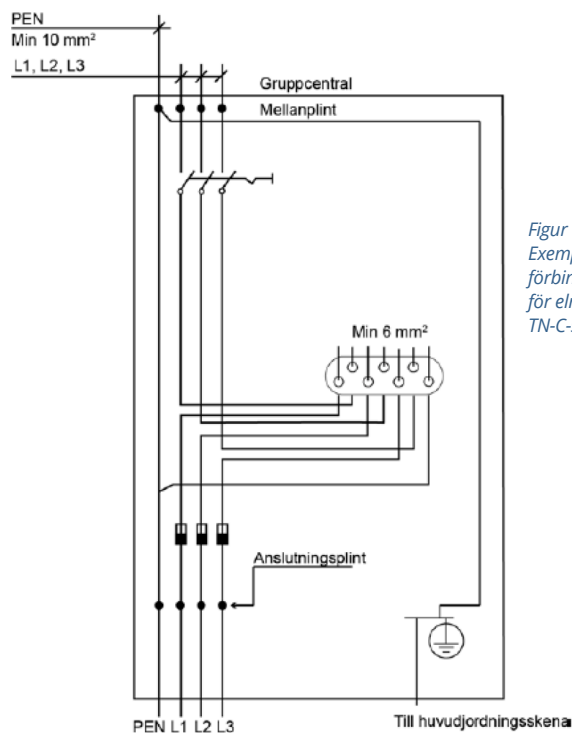 PEN
Min 10 mm²
L1, L2, L3
Gruppcentral
Mellanplint
Figur
Exemp
förbin
för eln
TN-C-
Min 6 mm²
Anslutningsplint
PEN L1 L2 L3
Till huvudjordningsskena